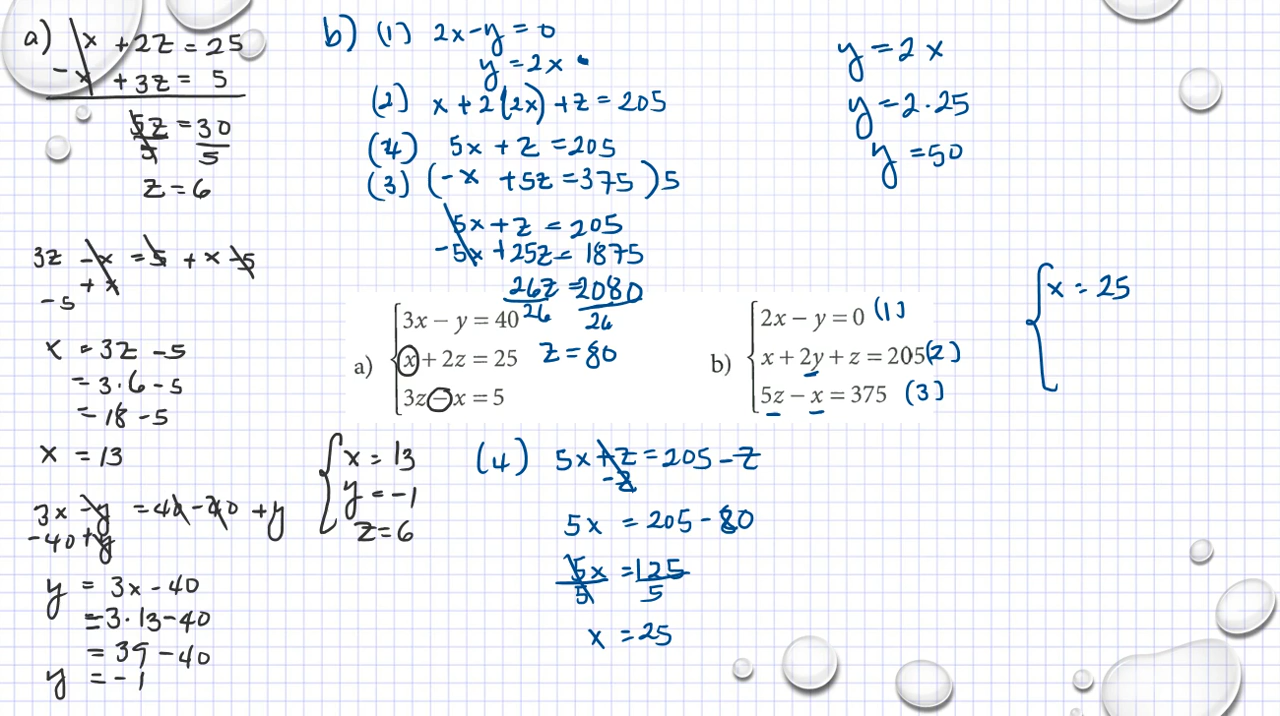 a) x + 2z = 25
-x + 3z = 5
5z = 30
5 5
z = 6
3z - x = 5 + x - 5
-5 + x
x = 3z - 5
= 3·6 - 5
= 18 - 5
x = 13
3x - y = 40 - 40 + y
-40 + y
y = 3x - 40
= 3·13 - 40
= 39 - 40
y = -1
{ x = 13
y = -1
z = 6
b) (1) 2x - y = 0
y = 2x
(2) x + 2(2x) + z = 205
(4) 5x + z = 205
(3) (-x + 5z = 375) 5
5x + z = 205
-5x + 25z = 1875
26z = 2080
26 26
z = 80
a) { 3x − y = 40
x + 2z = 25
3z − x = 5
b) { 2x − y = 0 (1)
x + 2y + z = 205 (2)
5z − x = 375 (3)
(4) 5x + z = 205 - z
-z
5x = 205 - 80
5x = 125
5 5
x = 25
y = 2x
y = 2·25
y = 50
{ x = 25